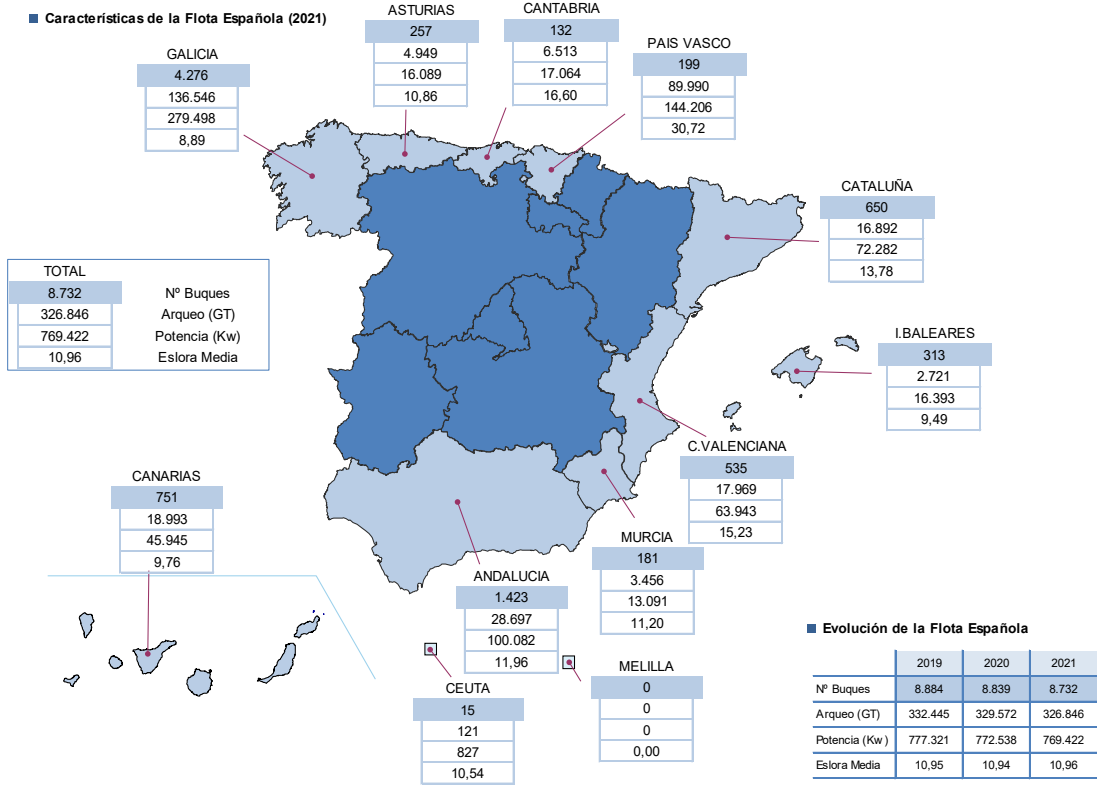 Características de la Flota Española (2021)
ASTURIAS
257
4.949
16.089
10,86
CANTABRIA
132
6.513
17.064
16,60
PAIS VASCO
199
89.990
144.206
30,72
GALICIA
4.276
136.546
279.498
8,89
CATALUÑA
650
16.892
72.282
13,78
TOTAL
8.732 Nº Buques
326.846 Arqueo (GT)
769.422 Potencia (Kw)
10,96 Eslora Media
I.BALEARES
313
2.721
16.393
9,49
C.VALENCIANA
535
17.969
63.943
15,23
CANARIAS
751
18.993
45.945
9,76
MURCIA
181
3.456
13.091
11,20
ANDALUCIA
1.423
28.697
100.082
11,96
CEUTA
15
121
827
10,54
MELILLA
0
0
0
0,00
Evolución de la Flota Española
2019 2020 2021
Nº Buques 8.884 8.839 8.732
Arqueo (GT) 332.445 329.572 326.846
Potencia (Kw) 777.321 772.538 769.422
Eslora Media 10,95 10,94 10,96